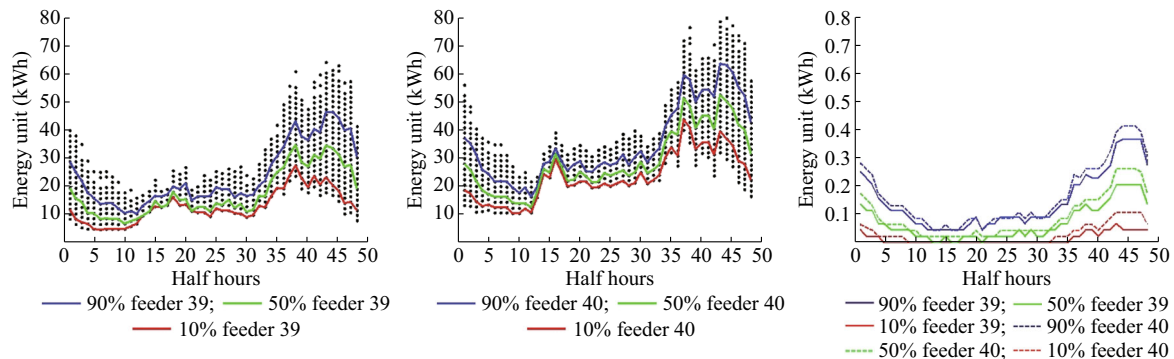 80
70
60
50
40
30
20
10
Energy unit (kWh)
0 5 10 15 20 25 30 35 40 45 50
Half hours
90% feeder 39; 50% feeder 39
10% feeder 39
80
70
60
50
40
30
20
10
Energy unit (kWh)
0 5 10 15 20 25 30 35 40 45 50
Half hours
90% feeder 40; 50% feeder 40
10% feeder 40
0.8
0.7
0.6
0.5
0.4
0.3
0.2
0.1
Energy unit (kWh)
0 5 10 15 20 25 30 35 40 45 50
Half hours
90% feeder 39; 50% feeder 39
10% feeder 39; 90% feeder 40
50% feeder 40; 10% feeder 40